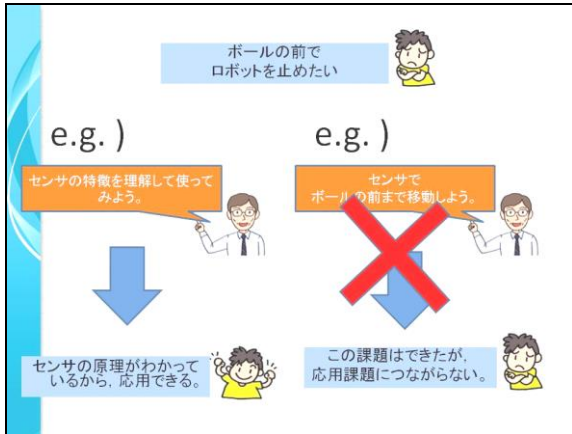 ボールの前で
ロボットを止めたい
e.g. )
センサの特徴を理解して使って
みよう。
センサの原理がわかって
いるから，応用できる。
e.g. )
センサで
ボールの前まで移動しよう。
この課題はできたが，
応用課題につながらない。